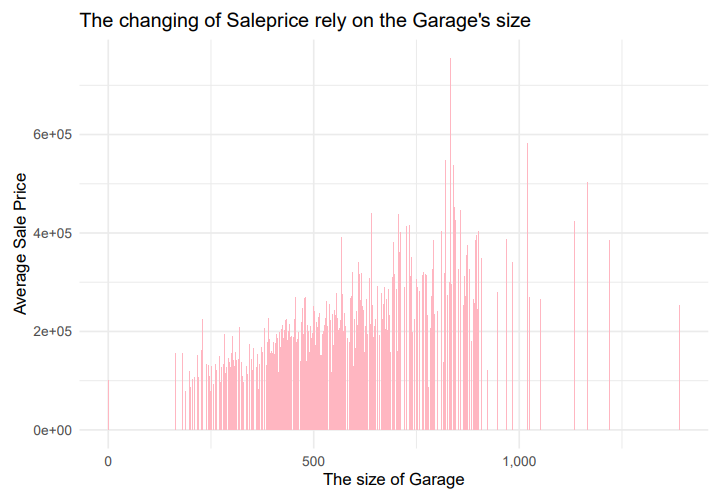 The changing of Saleprice rely on the Garage's size
Average Sale Price
6e+05
4e+05
2e+05
0e+00
0
500
1,000
The size of Garage